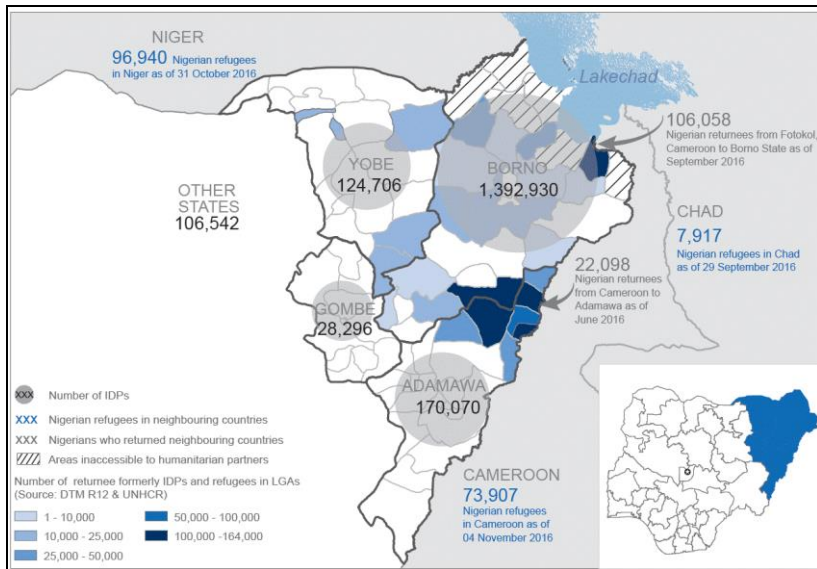 NIGER
96,940 Nigerian refugees
in Niger as of 31 October 2016
Lakechad
106,058
Nigerian returnees from Fotokol,
Cameroon to Borno State as of
September 2016
YOBE
124,706
BORNO
1,392,930
OTHER
STATES
106,542
CHAD
7,917
Nigerian refugees in Chad
as of 29 September 2016
22,098
Nigerian returnees
from Cameroon to
Adamawa as of
June 2016
GOMBE
28,296
ADAMAWA
170,070
XXX Number of IDPs
XXX Nigerian refugees in neighbouring countries
XXX Nigerians who returned neighbouring countries
Areas inaccessible to humanitarian partners
Number of returnee formerly IDPs and refugees in LGAs
(Source: DTM R12 & UNHCR)
1 - 10,000
10,000 - 25,000
25,000 - 50,000
50,000 - 100,000
100,000 -164,000
CAMEROON
73,907
Nigerian refugees
in Cameroon as of
04 November 2016